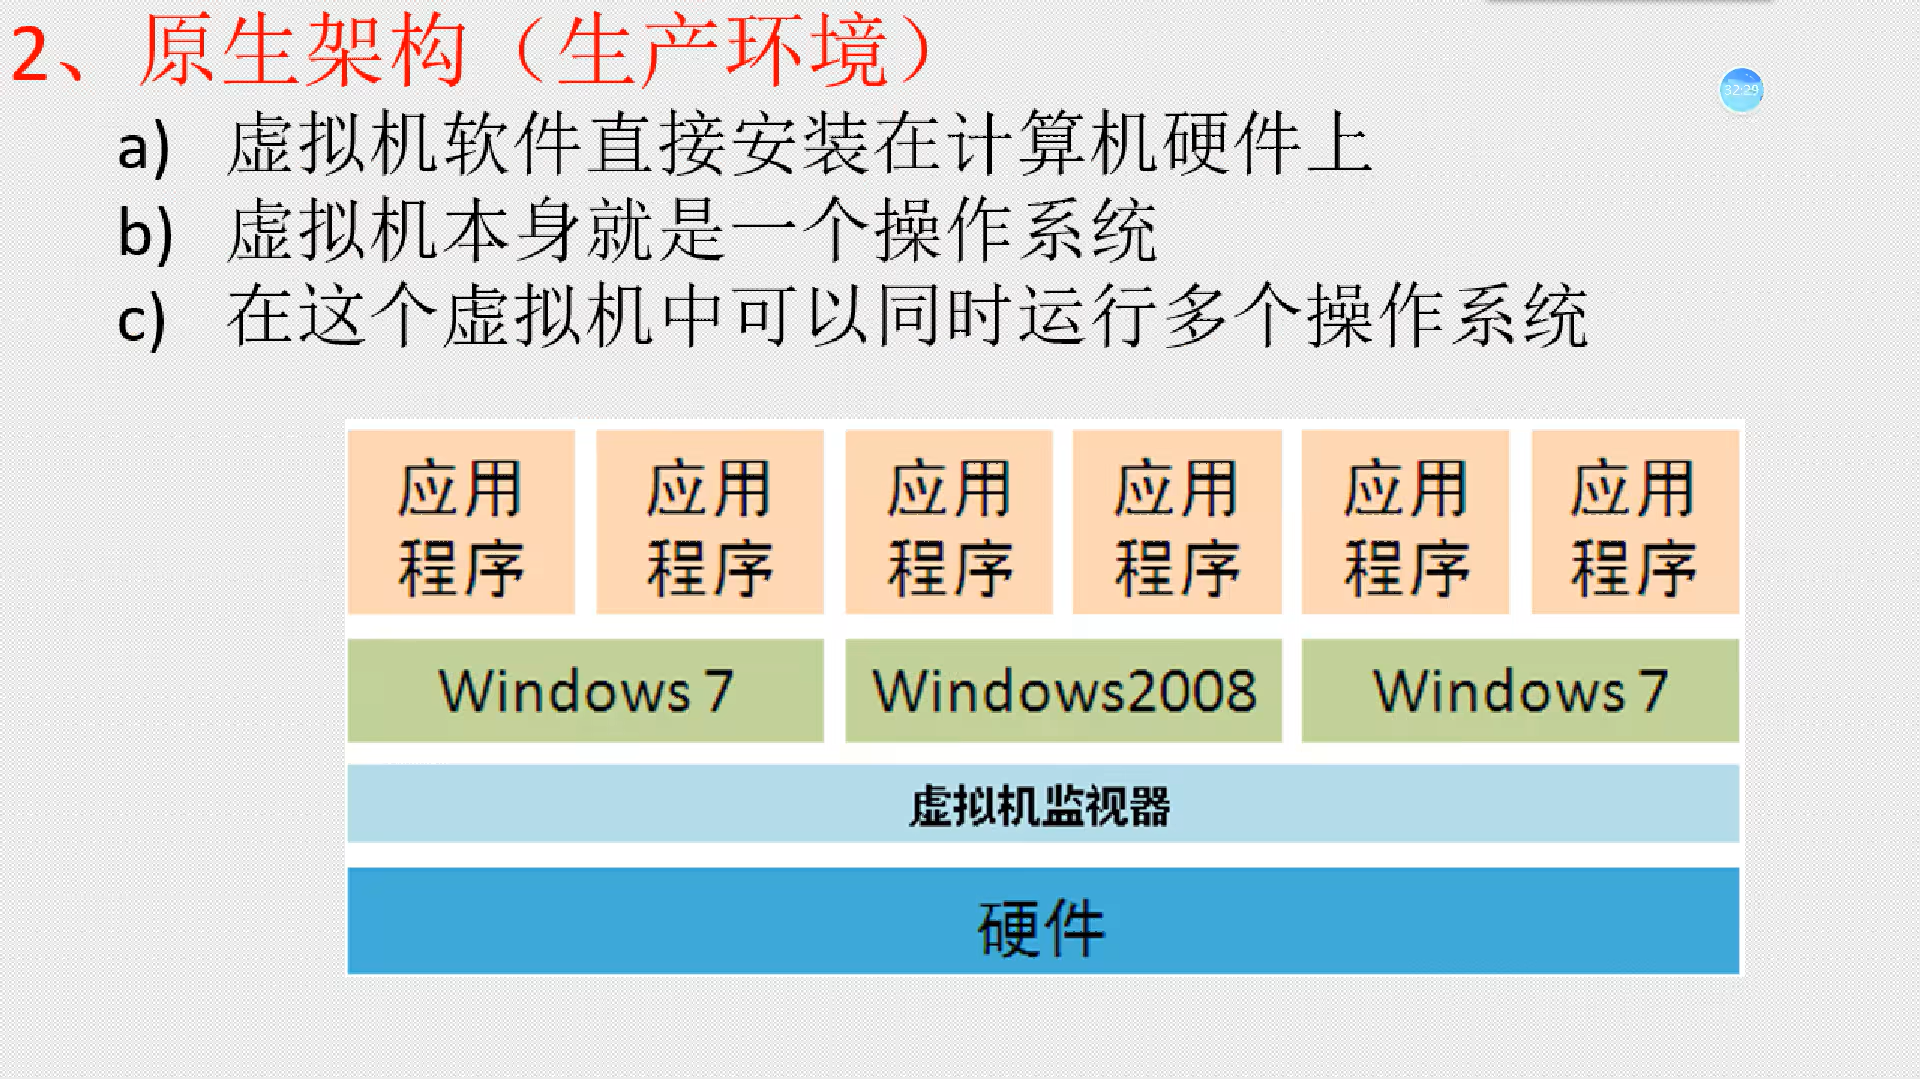 2、原生架构（生产环境）
32:29
a) 虚拟机软件直接安装在计算机硬件上
b) 虚拟机本身就是一个操作系统
c) 在这个虚拟机中可以同时运行多个操作系统
应用 应用 应用 应用 应用 应用
程序 程序 程序 程序 程序 程序
Windows 7 Windows2008 Windows 7
虚拟机监视器
硬件